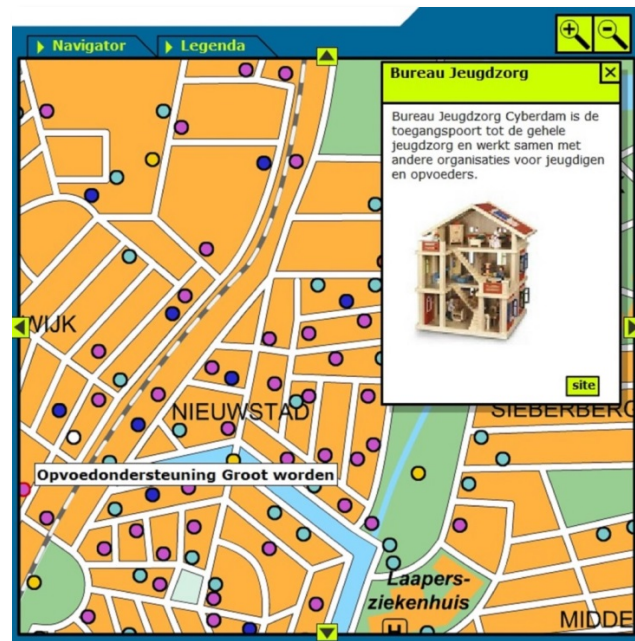 Navigator
Legenda
Bureau Jeugdzorg
Bureau Jeugdzorg Cyberdam is de
toegangspoort tot de gehele
jeugdzorg en werkt samen met
andere organisaties voor jeugdigen
en opvoeders.
WIJK
site
NIEUWSTAD
SIEBERBERG
Opvoedondersteuning Groot worden
Laapers-
ziekenhuis
H
MIDDE